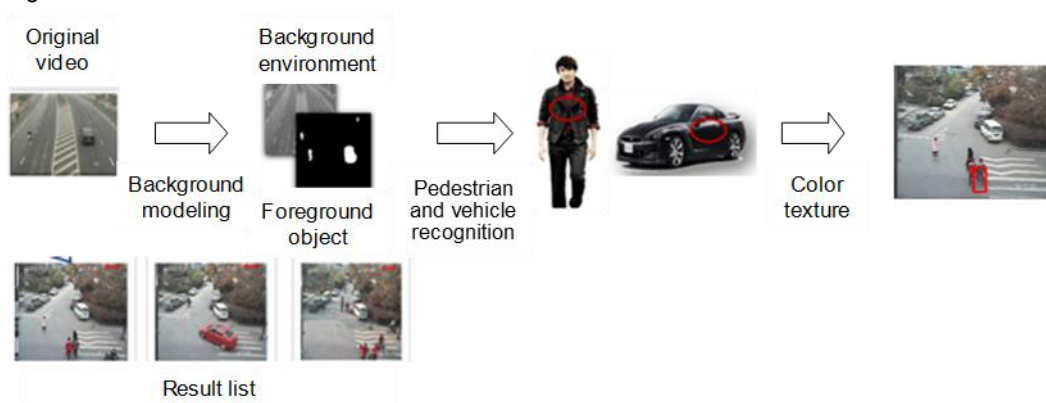 Original
video
Background
environment
Background
modeling
Foreground
object
Pedestrian
and vehicle
recognition
Color
texture
Result list